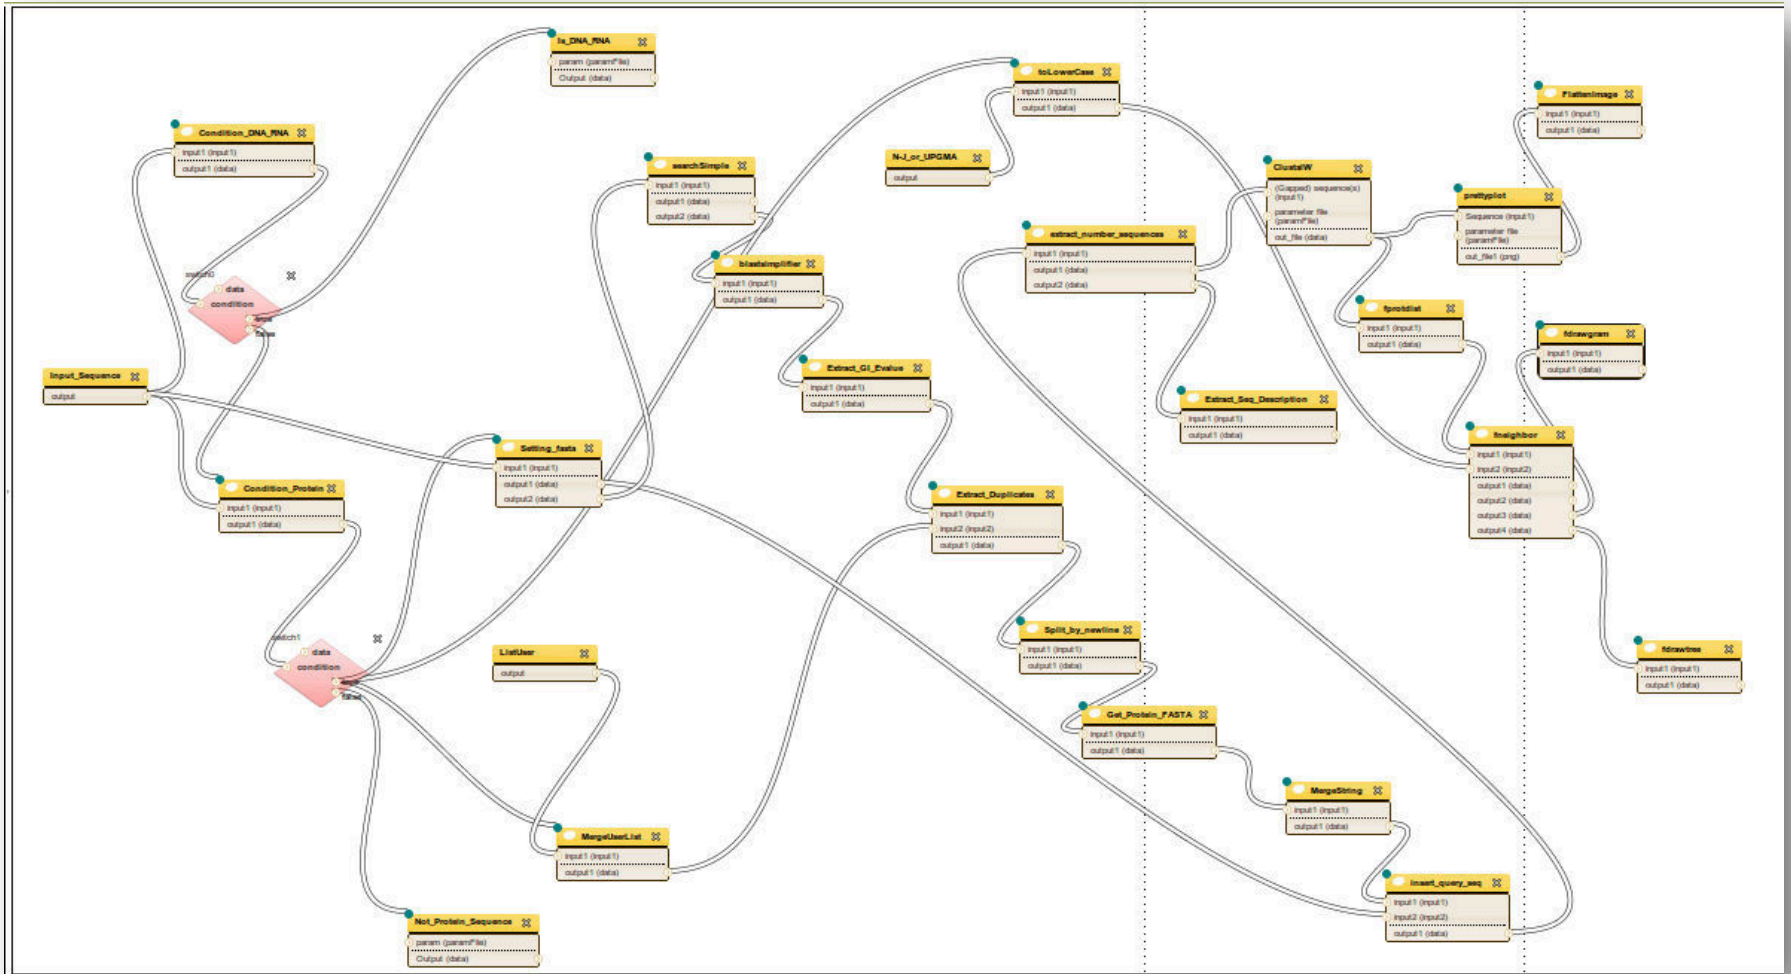 Is_DNA_RNA
param (paramFile)
Output (data)
Condition_DNA_RNA
input1 (input1)
output1 (data)
searchSimple
input1 (input1)
output1 (data)
output2 (data)
toLowerCase
input1 (input1)
output1 (data)
N-J_or_UPGMA
output
FlattenImage
input1 (input1)
output1 (data)
ClustalW
(Gapped) sequence(s)
(input1)
parameter file
(paramFile)
out_file (data)
prettyplot
Sequence (input1)
parameter file
(paramFile)
out_file1 (png)
extract_number_sequences
input1 (input1)
output1 (data)
output2 (data)
blastsimplifier
input1 (input1)
output1 (data)
switch0
data
condition
true
false
fprotdist
input1 (input1)
output1 (data)
fdrawgram
input1 (input1)
output1 (data)
Input_Sequence
output
Extract_GI_Evalue
input1 (input1)
output1 (data)
Extract_Seq_Description
input1 (input1)
output1 (data)
Setting_fasta
input1 (input1)
output1 (data)
output2 (data)
fneighbor
input1 (input1)
input2 (input2)
output1 (data)
output2 (data)
output3 (data)
output4 (data)
Condition_Protein
input1 (input1)
output1 (data)
Extract_Duplicates
input1 (input1)
input2 (input2)
output1 (data)
switch1
data
condition
true
false
ListUser
output
Split_by_newline
input1 (input1)
output1 (data)
fdrawtree
input1 (input1)
output1 (data)
Get_Protein_FASTA
input1 (input1)
output1 (data)
MergeString
input1 (input1)
output1 (data)
MergeUserList
input1 (input1)
output1 (data)
Insert_query_seq
input1 (input1)
input2 (input2)
output1 (data)
Not_Protein_Sequence
param (paramFile)
Output (data)